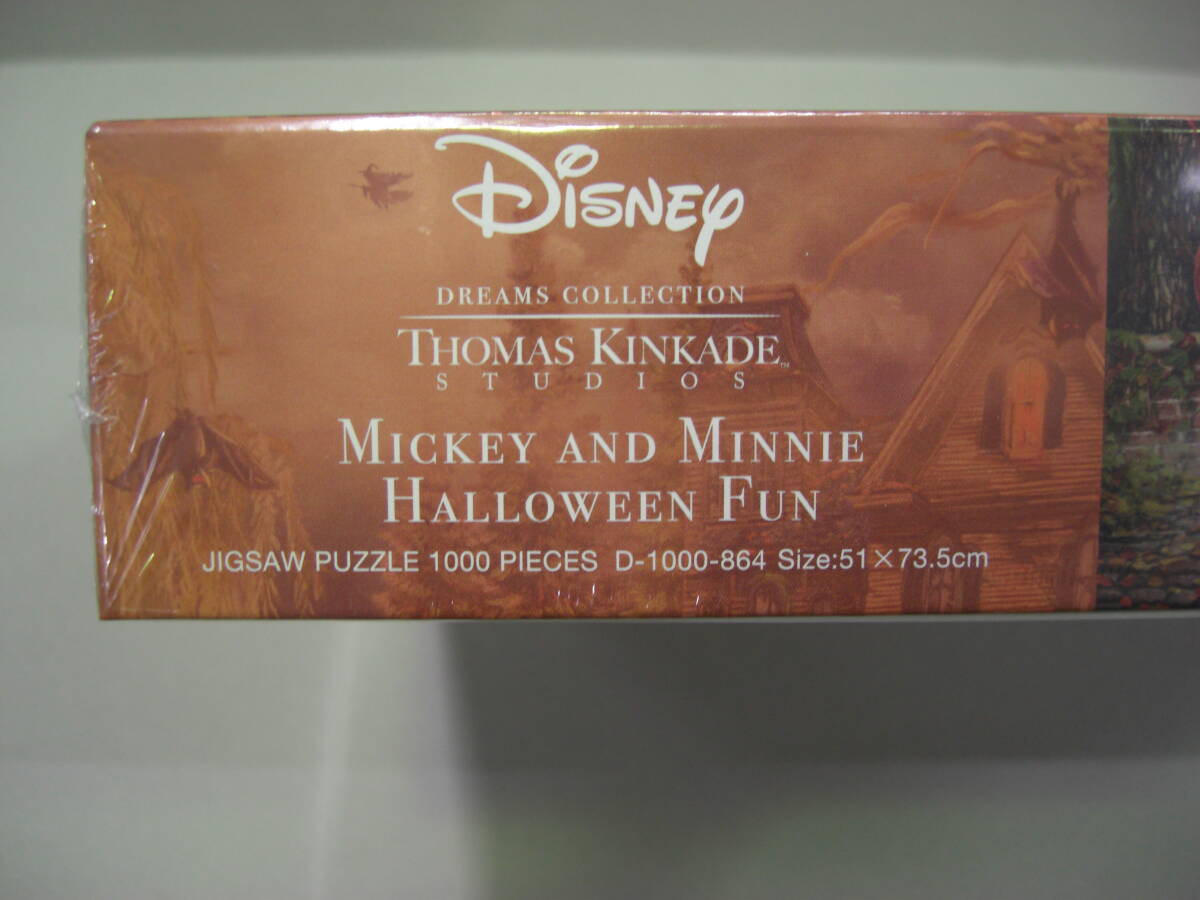 Disney
DREAMS COLLECTION
THOMAS KINKADE™
STUDIOS
MICKEY AND MINNIE
HALLOWEEN FUN
JIGSAW PUZZLE 1000 PIECES D-1000-864 Size:51×73.5cm